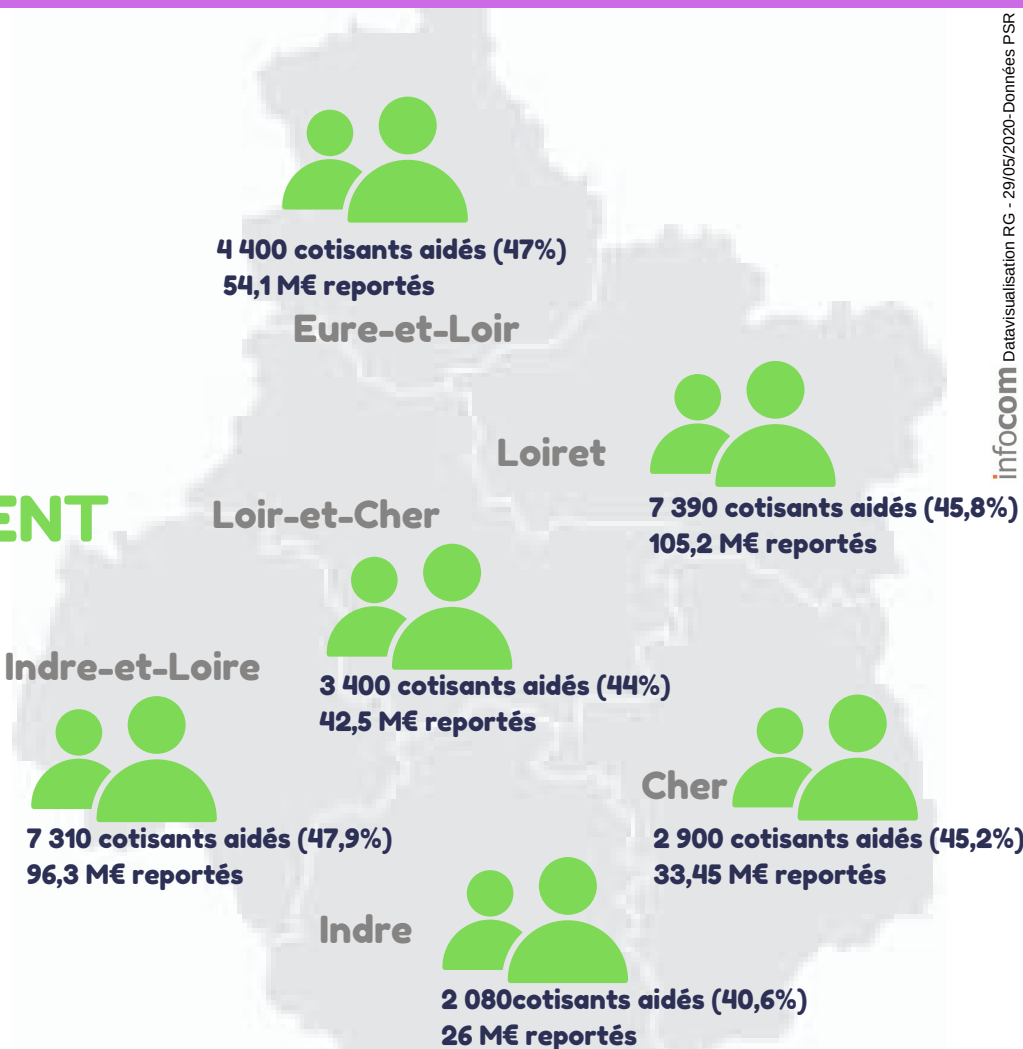 infocom Datavisualisation RG - 29/05/2020-Données PSR
4 400 cotisants aidés (47%)
54,1 M€ reportés
Eure-et-Loir
Loiret
7 390 cotisants aidés (45,8%)
105,2 M€ reportés
ENT
Loir-et-Cher
3 400 cotisants aidés (44%)
42,5 M€ reportés
Indre-et-Loire
7 310 cotisants aidés (47,9%)
96,3 M€ reportés
Cher
2 900 cotisants aidés (45,2%)
33,45 M€ reportés
Indre
2 080cotisants aidés (40,6%)
26 M€ reportés